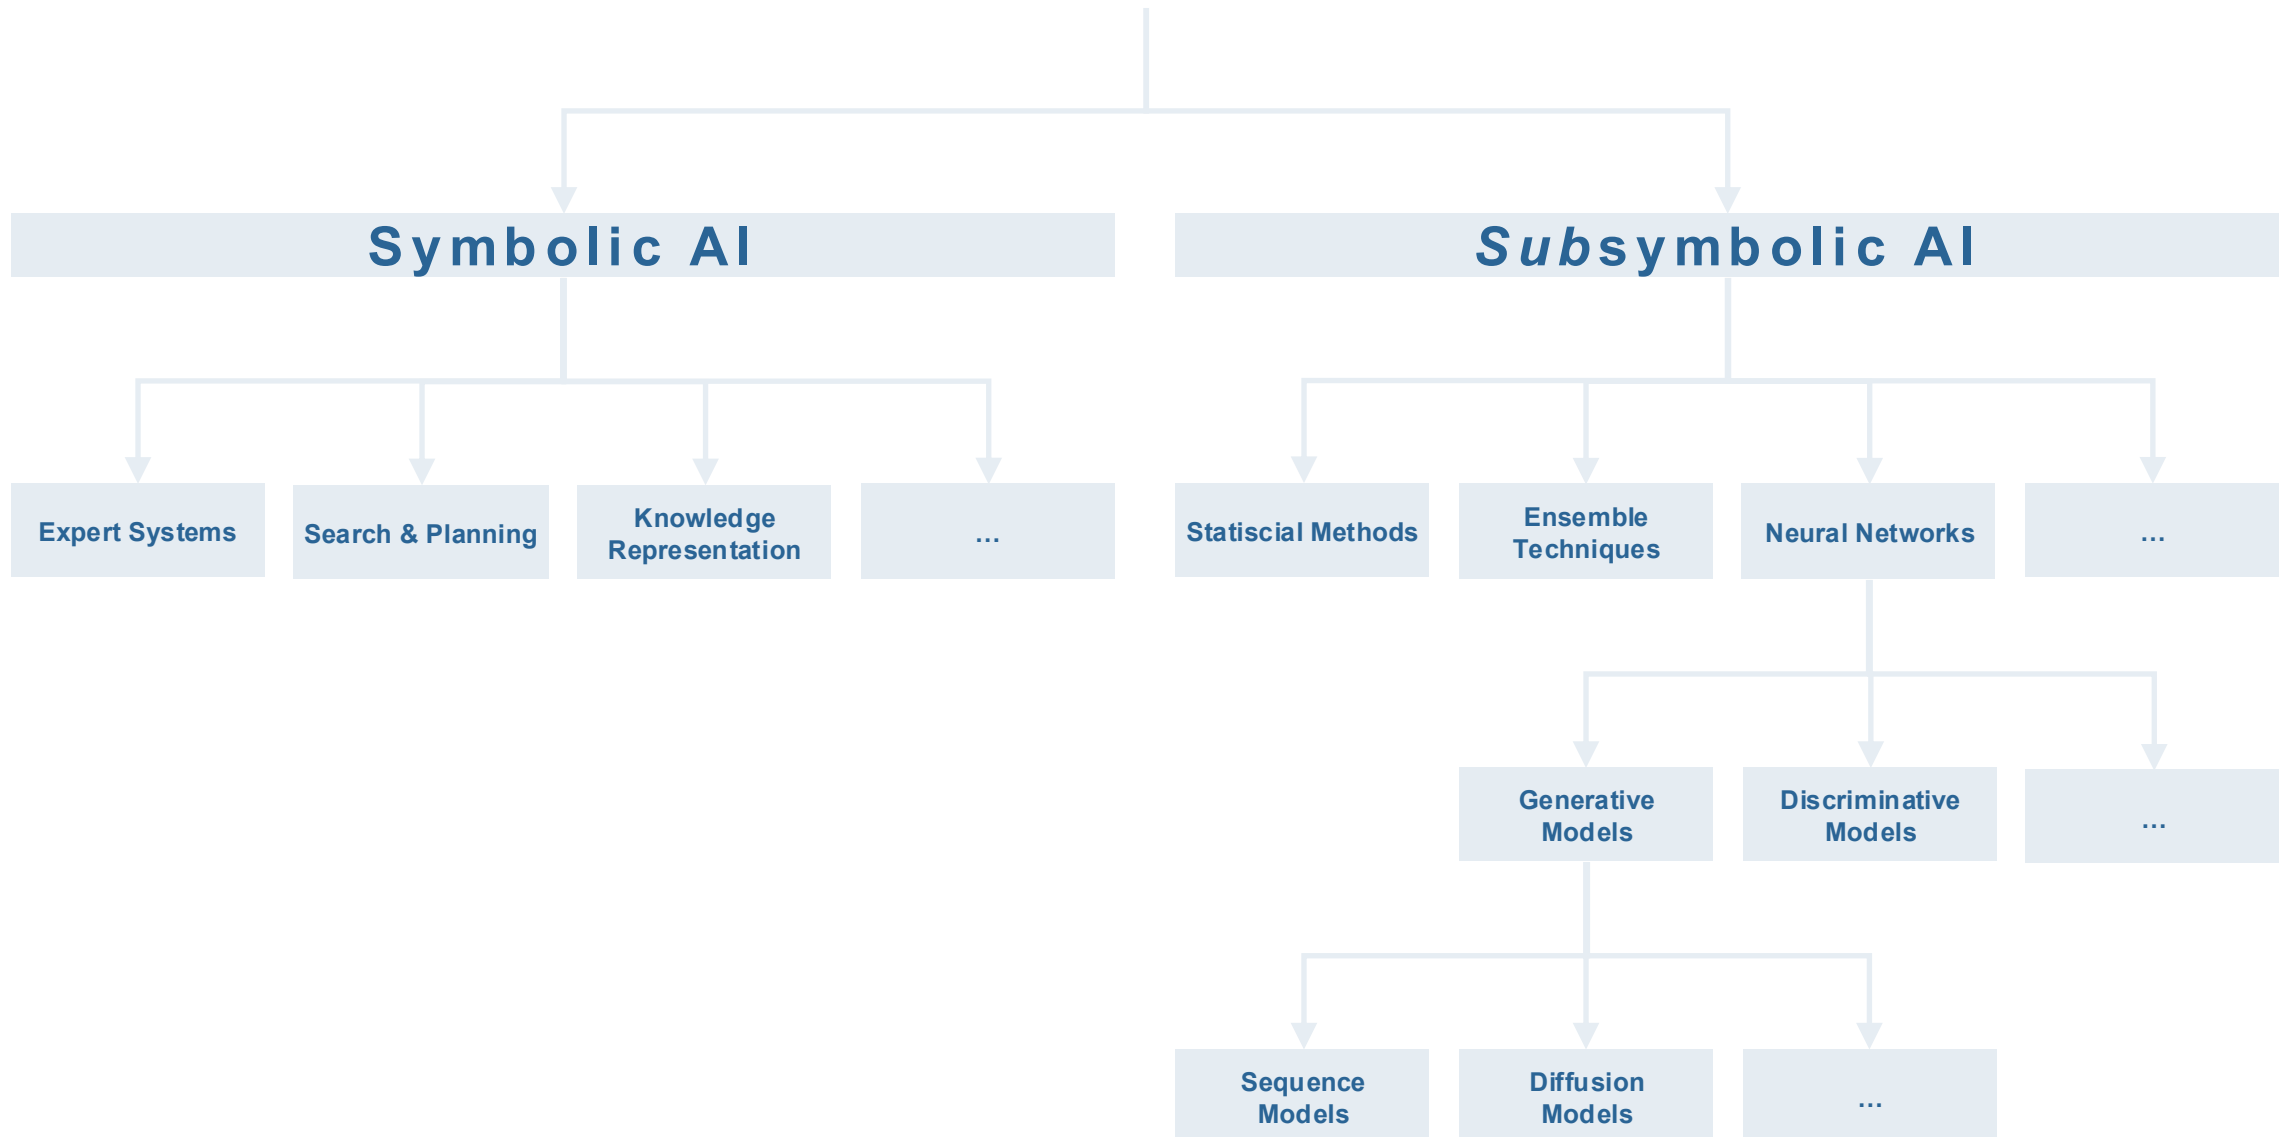 Symbolic AI
Subsymbolic AI
Expert Systems
Search & Planning
Knowledge
Representation
...
Statiscial Methods
Ensemble
Techniques
Neural Networks
...
Generative
Models
Discriminative
Models
...
Sequence
Models
Diffusion
Models
...